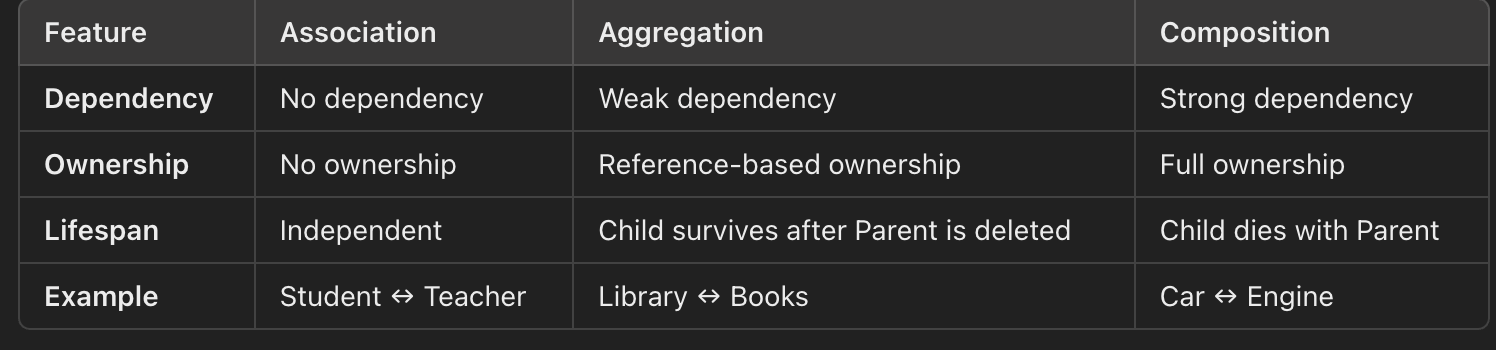 Feature Association Aggregation Composition
Dependency No dependency Weak dependency Strong dependency
Ownership No ownership Reference-based ownership Full ownership
Lifespan Independent Child survives after Parent is deleted Child dies with Parent
Example Student ↔ Teacher Library ↔ Books Car ↔ Engine